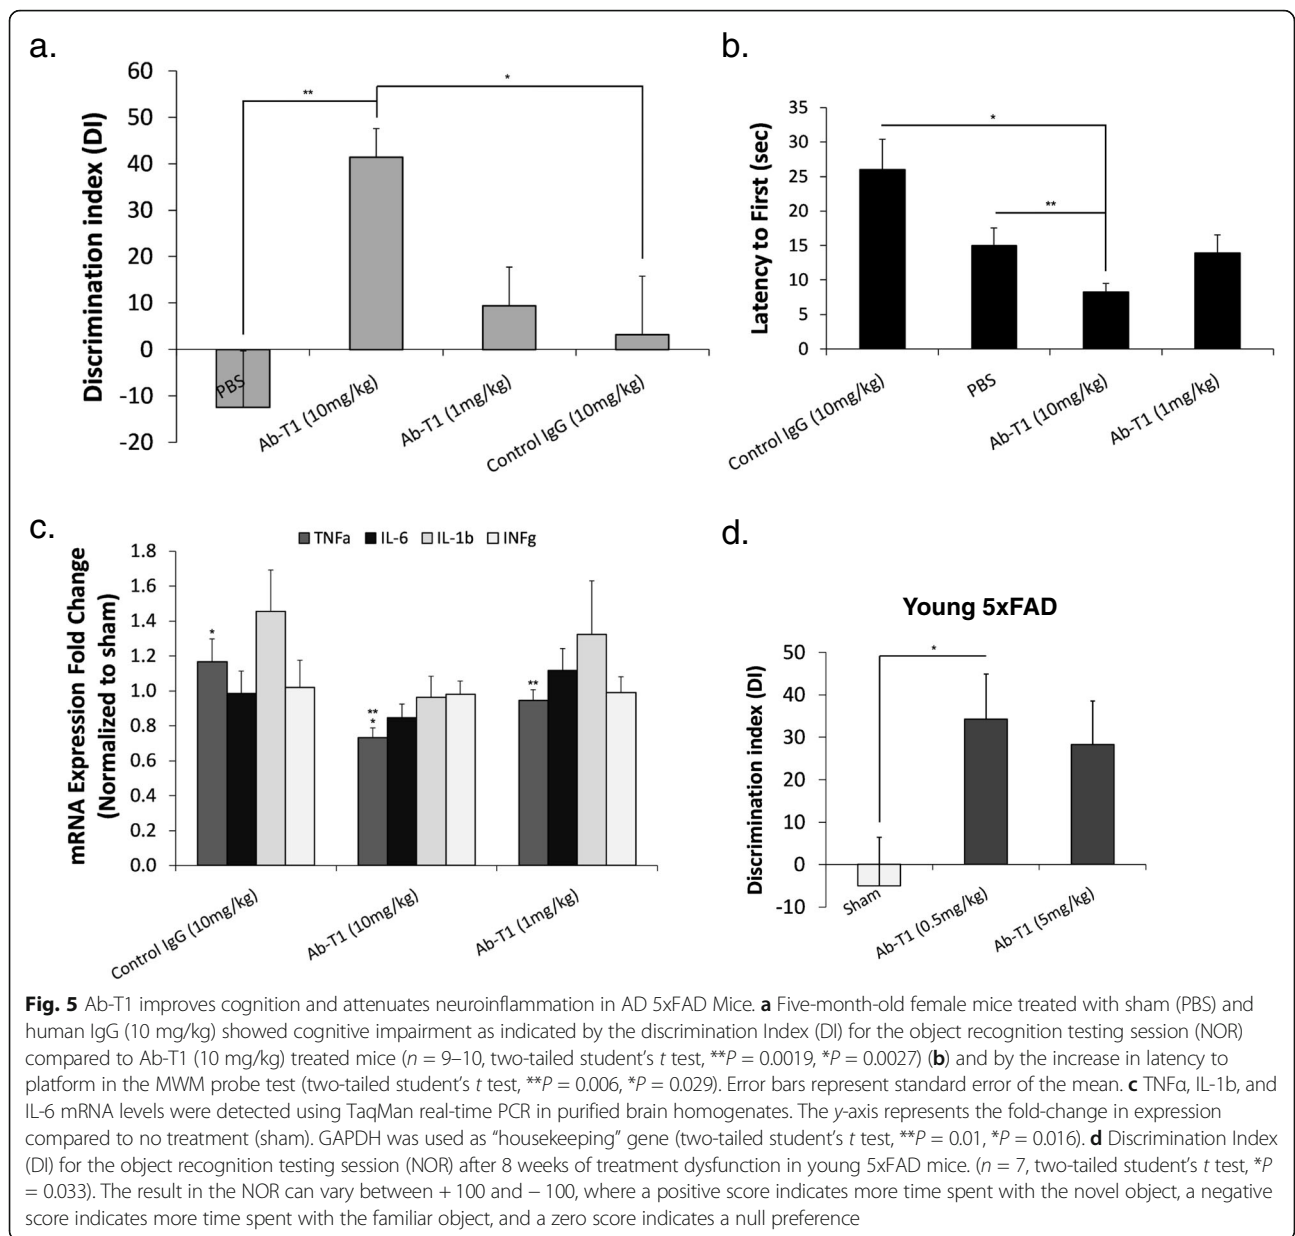 a.
Discrimination index (DI)
60
50
40
30
20
10
0
-10
-20
**
*
PBS
Ab-T1 (10mg/kg)
Ab-T1 (1mg/kg)
Control IgG (10mg/kg)
b.
Latency to First (sec)
35
30
25
20
15
10
5
0
*
**
Control IgG (10mg/kg)
PBS
Ab-T1 (10mg/kg)
Ab-T1 (1mg/kg)
c.
TNFa IL-6 IL-1b INFg
mRNA Expression Fold Change
(Normalized to sham)
1.8
1.6
1.4
1.2
1.0
0.8
0.6
0.4
0.2
0.0
*
**
*
**
Control IgG (10mg/kg)
Ab-T1 (10mg/kg)
Ab-T1 (1mg/kg)
d.
Young 5xFAD
Discrimination index (DI)
50
40
30
20
10
0
-10
*
Sham
Ab-T1 (0.5mg/kg)
Ab-T1 (5mg/kg)
Fig. 5 Ab-T1 improves cognition and attenuates neuroinflammation in AD 5xFAD Mice. a Five-month-old female mice treated with sham (PBS) and
human IgG (10 mg/kg) showed cognitive impairment as indicated by the discrimination Index (DI) for the object recognition testing session (NOR)
compared to Ab-T1 (10 mg/kg) treated mice (n = 9–10, two-tailed student's t test, **P = 0.0019, *P = 0.0027) (b) and by the increase in latency to
platform in the MWM probe test (two-tailed student's t test, **P = 0.006, *P = 0.029). Error bars represent standard error of the mean. c TNFα, IL-1b, and
IL-6 mRNA levels were detected using TaqMan real-time PCR in purified brain homogenates. The y-axis represents the fold-change in expression
compared to no treatment (sham). GAPDH was used as "housekeeping" gene (two-tailed student's t test, **P = 0.01, *P = 0.016). d Discrimination Index
(DI) for the object recognition testing session (NOR) after 8 weeks of treatment dysfunction in young 5xFAD mice. (n = 7, two-tailed student's t test, *P
= 0.033). The result in the NOR can vary between + 100 and − 100, where a positive score indicates more time spent with the novel object, a negative
score indicates more time spent with the familiar object, and a zero score indicates a null preference